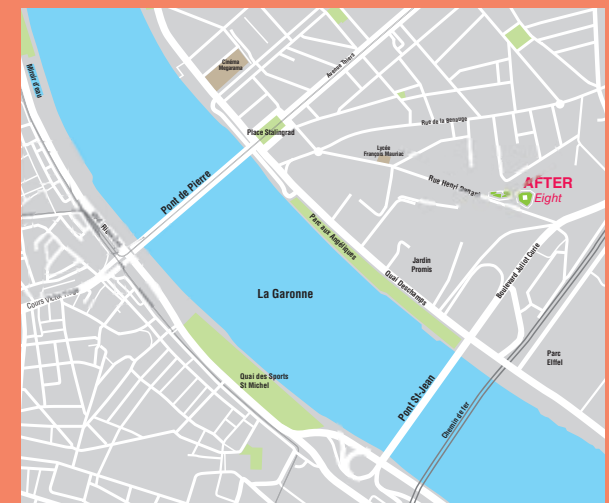 Cinéma
Megarama
Avenue Thiers
Miroir d'eau
Rue de la Benauge
Place Stalingrad
Lycée
François Mauriac
Rue Henri Dunant
AFTER
Eight
Pont de Pierre
Parc aux Angéliques
Jardin
Promis
Quai Deschamps
Boulevard Joliot Curie
La Garonne
Cours Victor
Parc
Eiffel
Quai des Sports
St Michel
Pont St-Jean
Chemin de fer